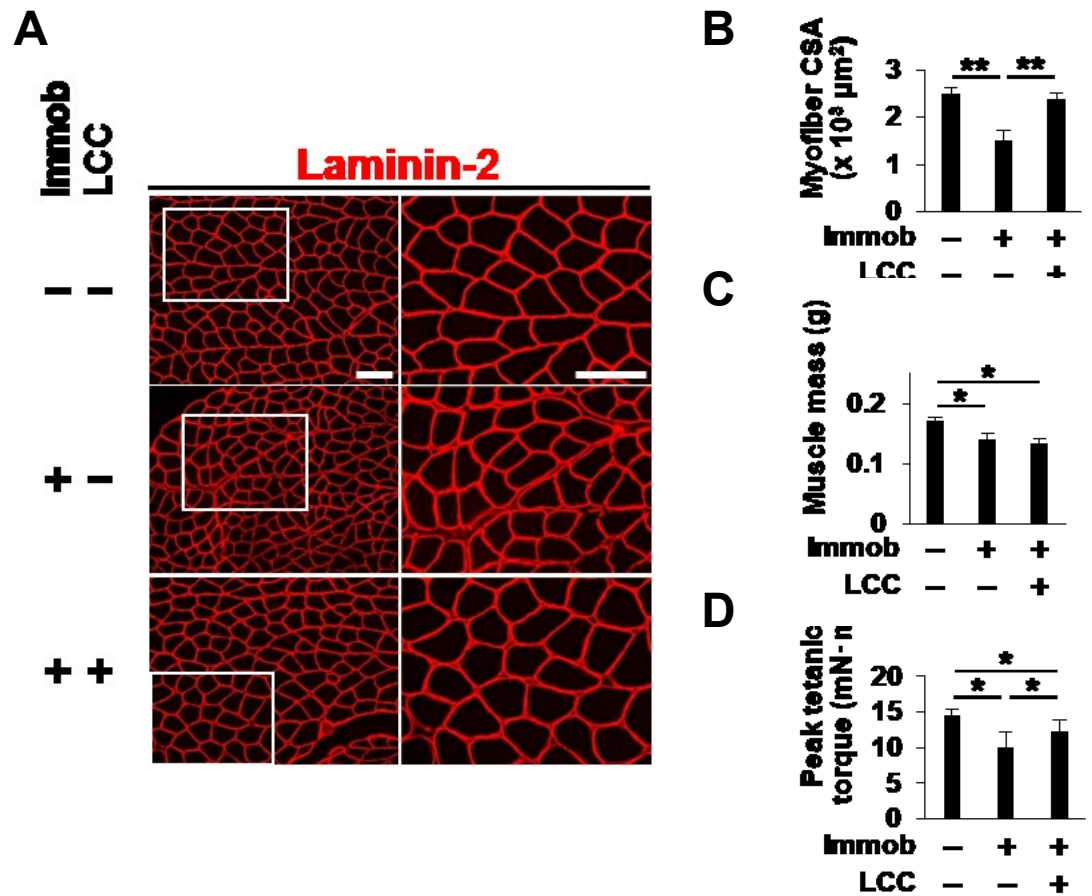 A
Immob
LCC
Laminin-2
– –
+ –
+ +
B
Myofiber CSA
(x 10³ µm²)
3
2
1
0
** **
Immob – + +
LCC – – +
C
Muscle mass (g)
0.2
0.1
0
*
*
Immob – + +
LCC – – +
D
Peak tetanic
torque (mN-
20
15
10
5
0
*
* *
Immob – + +
LCC – – +